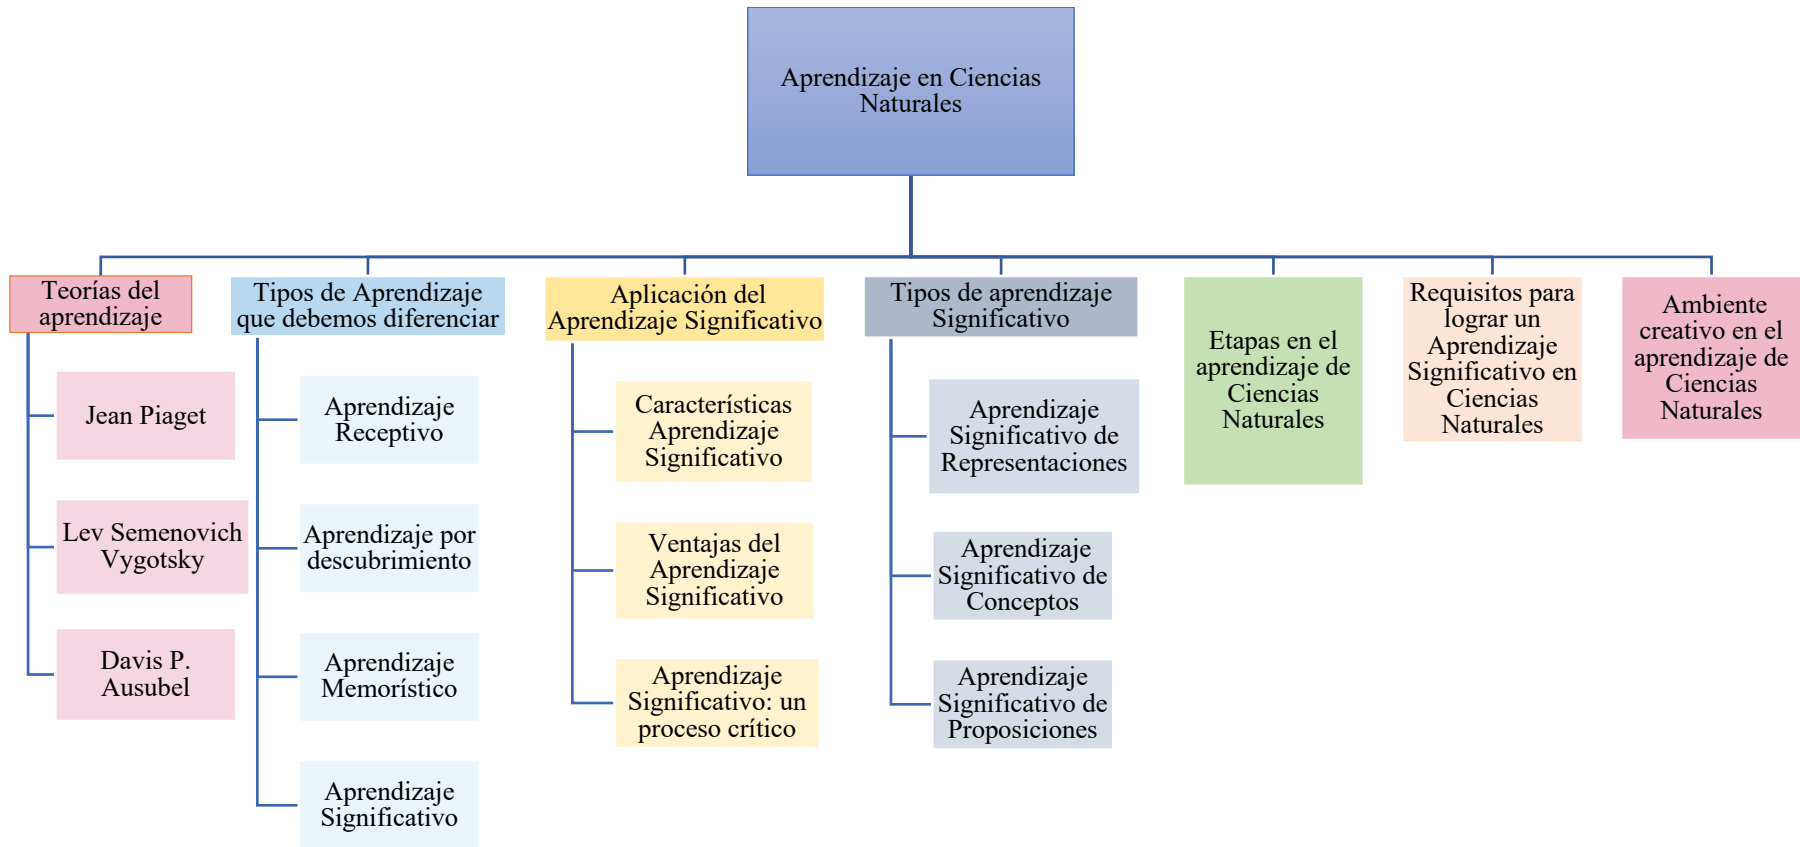 Aprendizaje en Ciencias
Naturales
Teorías del
aprendizaje
Jean Piaget
Lev Semenovich
Vygotsky
Davis P.
Ausubel
Tipos de Aprendizaje
que debemos diferenciar
Aprendizaje
Receptivo
Aprendizaje por
descubrimiento
Aprendizaje
Memorístico
Aprendizaje
Significativo
Aplicación del
Aprendizaje Significativo
Características
Aprendizaje
Significativo
Ventajas del
Aprendizaje
Significativo
Aprendizaje
Significativo: un
proceso crítico
Tipos de aprendizaje
Significativo
Aprendizaje
Significativo de
Representaciones
Aprendizaje
Significativo de
Conceptos
Aprendizaje
Significativo de
Proposiciones
Etapas en el
aprendizaje de
Ciencias
Naturales
Requisitos para
lograr un
Aprendizaje
Significativo en
Ciencias
Naturales
Ambiente
creativo en el
aprendizaje de
Ciencias
Naturales